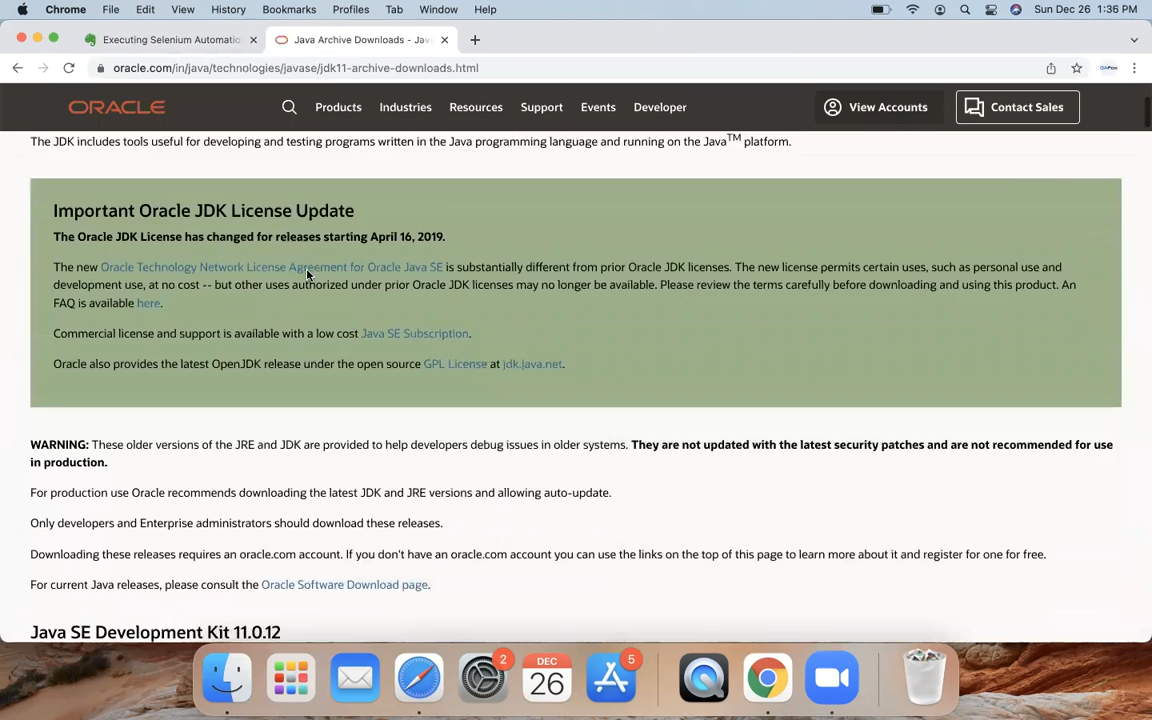 Chrome File Edit View History Bookmarks Profiles Tab Window Help Sun Dec 26 1:36 PM
Executing Selenium Automatio Java Archive Downloads - Jav
oracle.com/in/java/technologies/javase/jdk11-archive-downloads.html
ORACLE Products Industries Resources Support Events Developer View Accounts Contact Sales
The JDK includes tools useful for developing and testing programs written in the Java programming language and running on the Java™ platform.
Important Oracle JDK License Update
The Oracle JDK License has changed for releases starting April 16, 2019.
The new Oracle Technology Network License Agreement for Oracle Java SE is substantially different from prior Oracle JDK licenses. The new license permits certain uses, such as personal use and
development use, at no cost -- but other uses authorized under prior Oracle JDK licenses may no longer be available. Please review the terms carefully before downloading and using this product. An
FAQ is available here.
Commercial license and support is available with a low cost Java SE Subscription.
Oracle also provides the latest OpenJDK release under the open source GPL License at jdk.java.net.
WARNING: These older versions of the JRE and JDK are provided to help developers debug issues in older systems. They are not updated with the latest security patches and are not recommended for use
in production.
For production use Oracle recommends downloading the latest JDK and JRE versions and allowing auto-update.
Only developers and Enterprise administrators should download these releases.
Downloading these releases requires an oracle.com account. If you don't have an oracle.com account you can use the links on the top of this page to learn more about it and register for one for free.
For current Java releases, please consult the Oracle Software Download page.
Java SE Development Kit 11.0.12
2 DEC 5
26